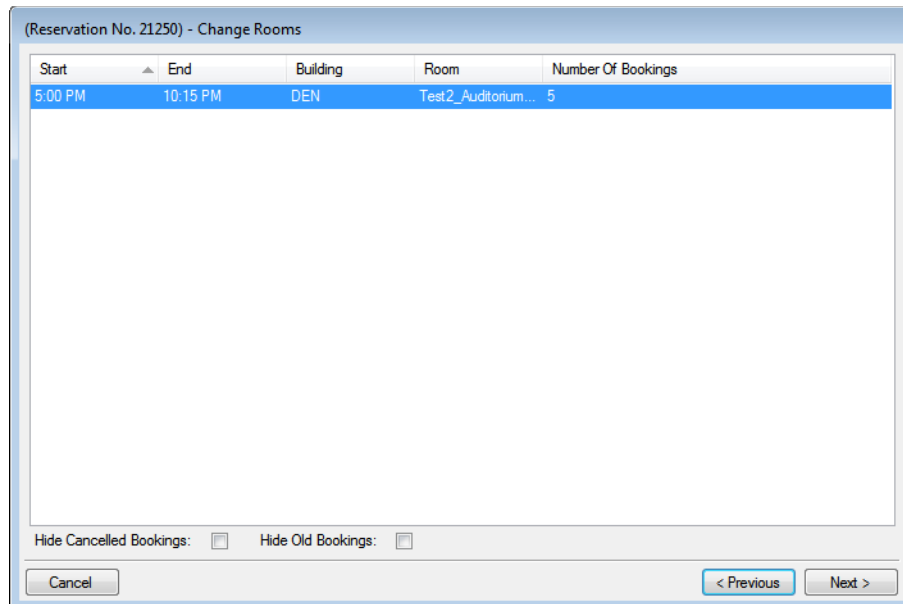 (Reservation No. 21250) - Change Rooms
Start End Building Room Number Of Bookings
5:00 PM 10:15 PM DEN Test2_Auditorium... 5
Hide Cancelled Bookings: Hide Old Bookings:
Cancel < Previous Next >